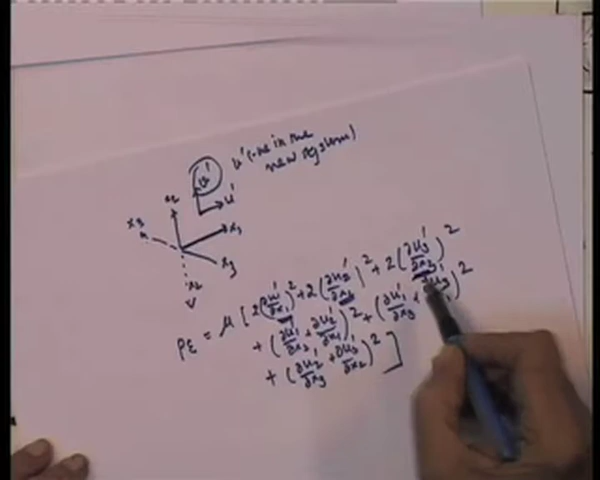 v' v'(-ve in the
new system)
u'
x₂
x₃
x₁
x₃
x₂
PE = μ [ 2(∂u₁'/∂x₁)² + 2(∂u₂'/∂x₂)² + 2(∂u₃'/∂x₃)²
+ (∂u₁'/∂x₂ + ∂u₂'/∂x₁)² + (∂u₁'/∂x₃ + ∂u₃'/∂x₁)²
+ (∂u₂'/∂x₃ + ∂u₃'/∂x₂)² ]